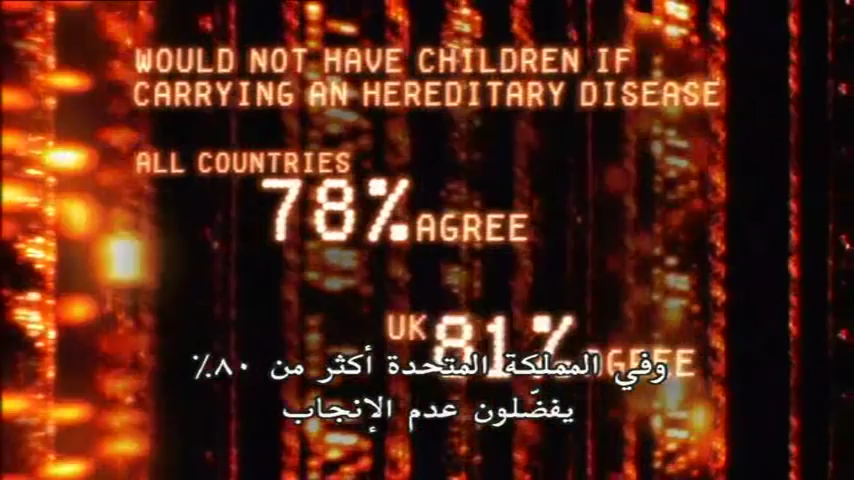 WOULD NOT HAVE CHILDREN IF
CARRYING AN HEREDITARY DISEASE
ALL COUNTRIES
78% AGREE
UK 81% AGREE
وفي المملكة المتحدة أكثر من ٨٠٪
يفضّلون عدم الإنجاب